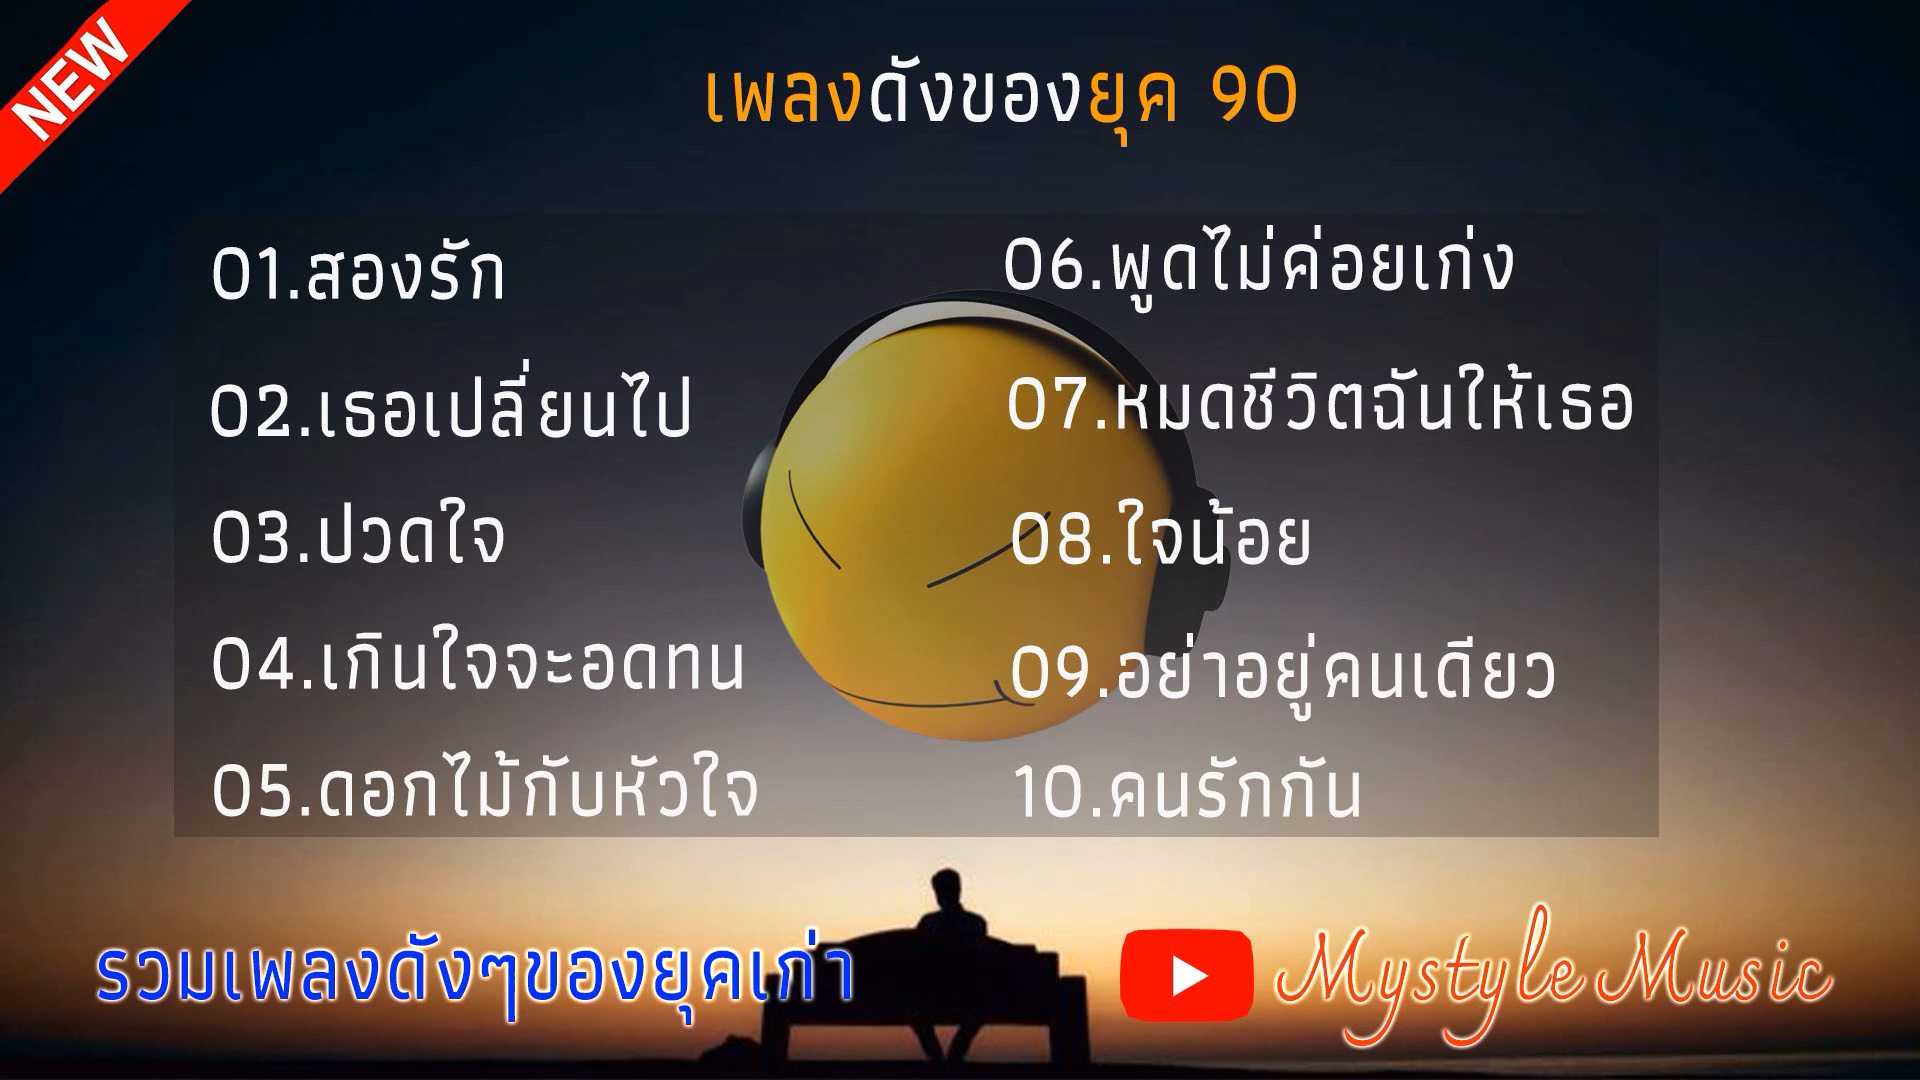 NEW
เพลงดังของยุค 90
01.สองรัก
02.เธอเปลี่ยนไป
03.ปวดใจ
04.เกินใจจะอดทน
05.ดอกไม้กับหัวใจ
06.พูดไม่ค่อยเก่ง
07.หมดชีวิตฉันให้เธอ
08.ใจน้อย
09.อย่าอยู่คนเดียว
10.คนรักกัน
รวมเพลงดังๆของยุคเก่า
Mystyle Music